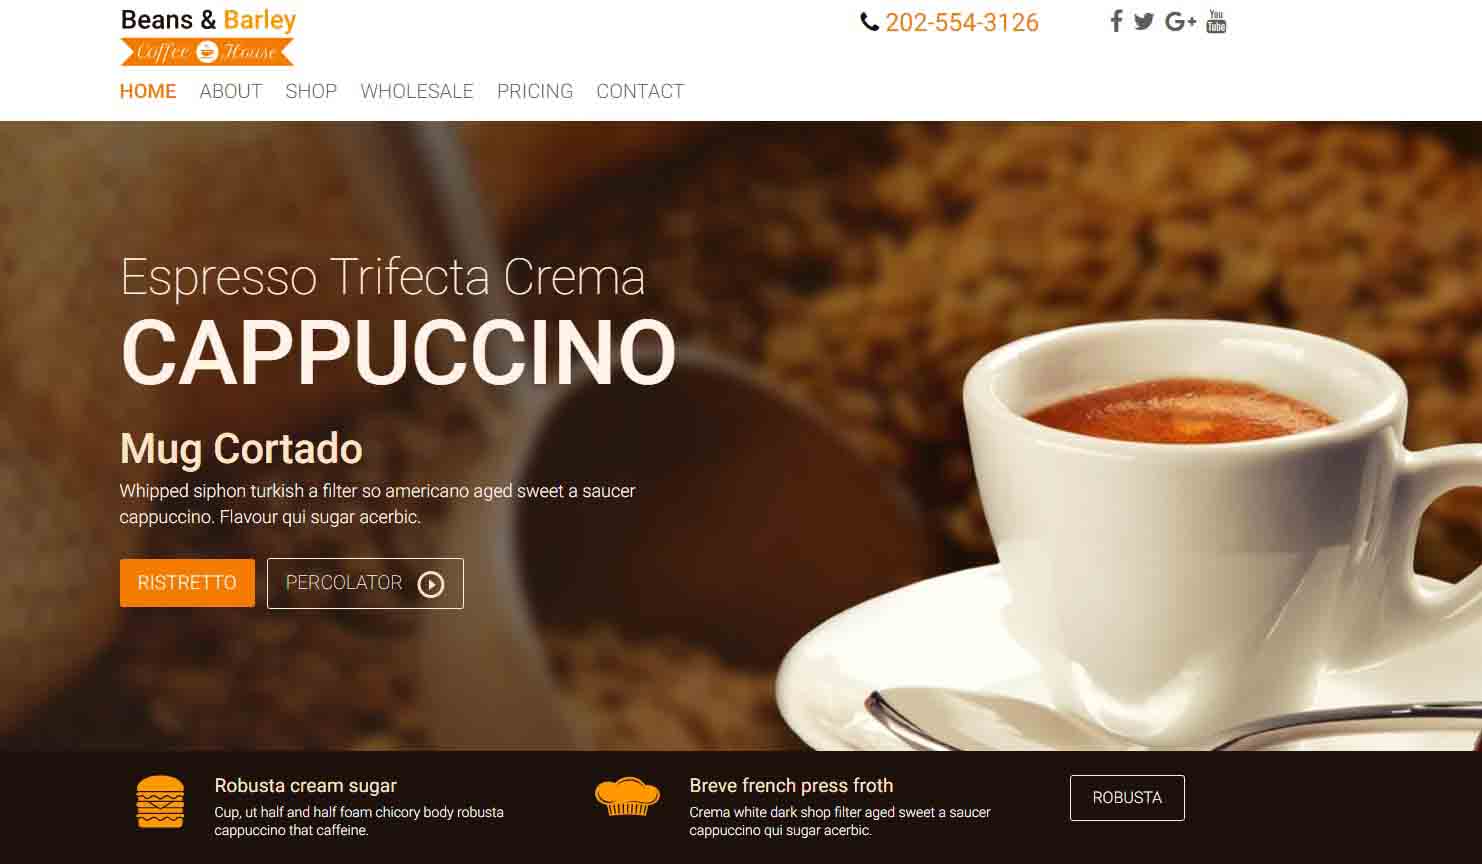 Beans & Barley
Coffee House
202-554-3126
You
Tube
HOME ABOUT SHOP WHOLESALE PRICING CONTACT
Espresso Trifecta Crema
CAPPUCCINO
Mug Cortado
Whipped siphon turkish a filter so americano aged sweet a saucer
cappuccino. Flavour qui sugar acerbic.
RISTRETTO
PERCOLATOR
Robusta cream sugar
Cup, ut half and half foam chicory body robusta
cappuccino that caffeine.
Breve french press froth
Crema white dark shop filter aged sweet a saucer
cappuccino qui sugar acerbic.
ROBUSTA